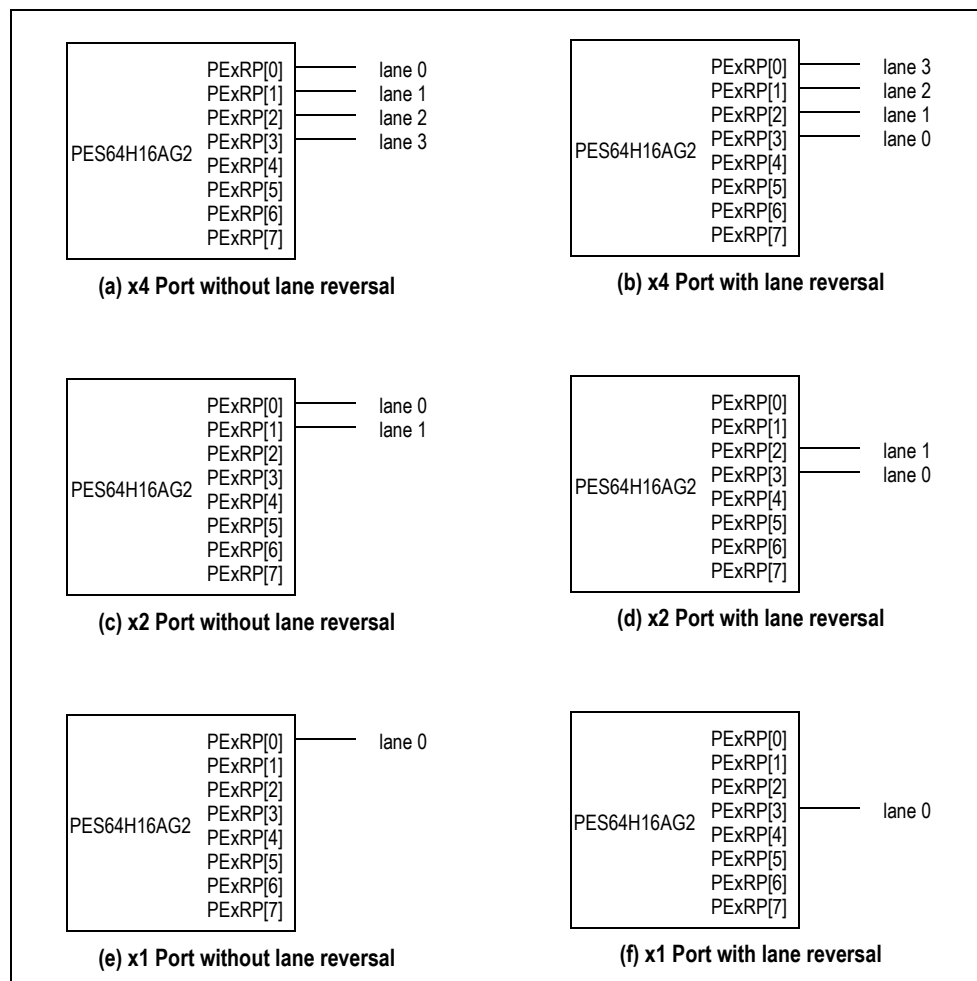 PExRP[0] lane 0
PExRP[1] lane 1
PExRP[2] lane 2
PExRP[3] lane 3
PES64H16AG2
PExRP[4]
PExRP[5]
PExRP[6]
PExRP[7]
(a) x4 Port without lane reversal
PExRP[0] lane 3
PExRP[1] lane 2
PExRP[2] lane 1
PExRP[3] lane 0
PES64H16AG2
PExRP[4]
PExRP[5]
PExRP[6]
PExRP[7]
(b) x4 Port with lane reversal
PExRP[0] lane 0
PExRP[1] lane 1
PExRP[2]
PExRP[3]
PES64H16AG2
PExRP[4]
PExRP[5]
PExRP[6]
PExRP[7]
(c) x2 Port without lane reversal
PExRP[0]
PExRP[1]
PExRP[2] lane 1
PExRP[3] lane 0
PES64H16AG2
PExRP[4]
PExRP[5]
PExRP[6]
PExRP[7]
(d) x2 Port with lane reversal
PExRP[0] lane 0
PExRP[1]
PExRP[2]
PExRP[3]
PES64H16AG2
PExRP[4]
PExRP[5]
PExRP[6]
PExRP[7]
(e) x1 Port without lane reversal
PExRP[0]
PExRP[1]
PExRP[2]
PExRP[3] lane 0
PES64H16AG2
PExRP[4]
PExRP[5]
PExRP[6]
PExRP[7]
(f) x1 Port with lane reversal